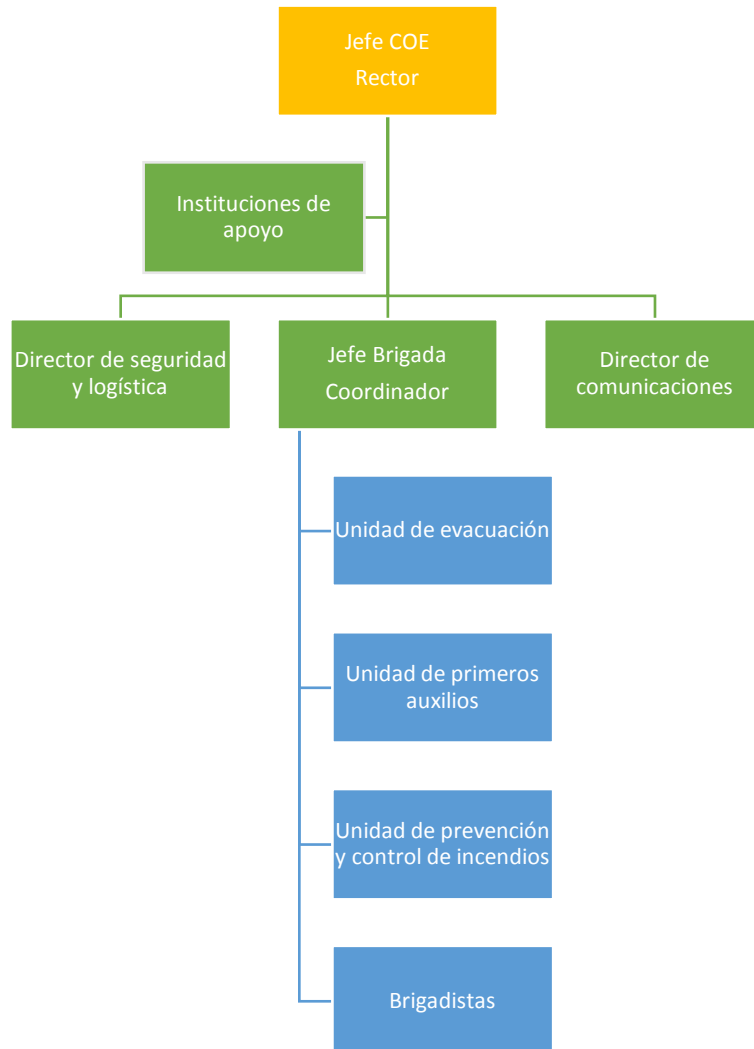 Jefe COE
Rector
Instituciones de
apoyo
Director de seguridad
y logística
Jefe Brigada
Coordinador
Director de
comunicaciones
Unidad de evacuación
Unidad de primeros
auxilios
Unidad de prevención
y control de incendios
Brigadistas